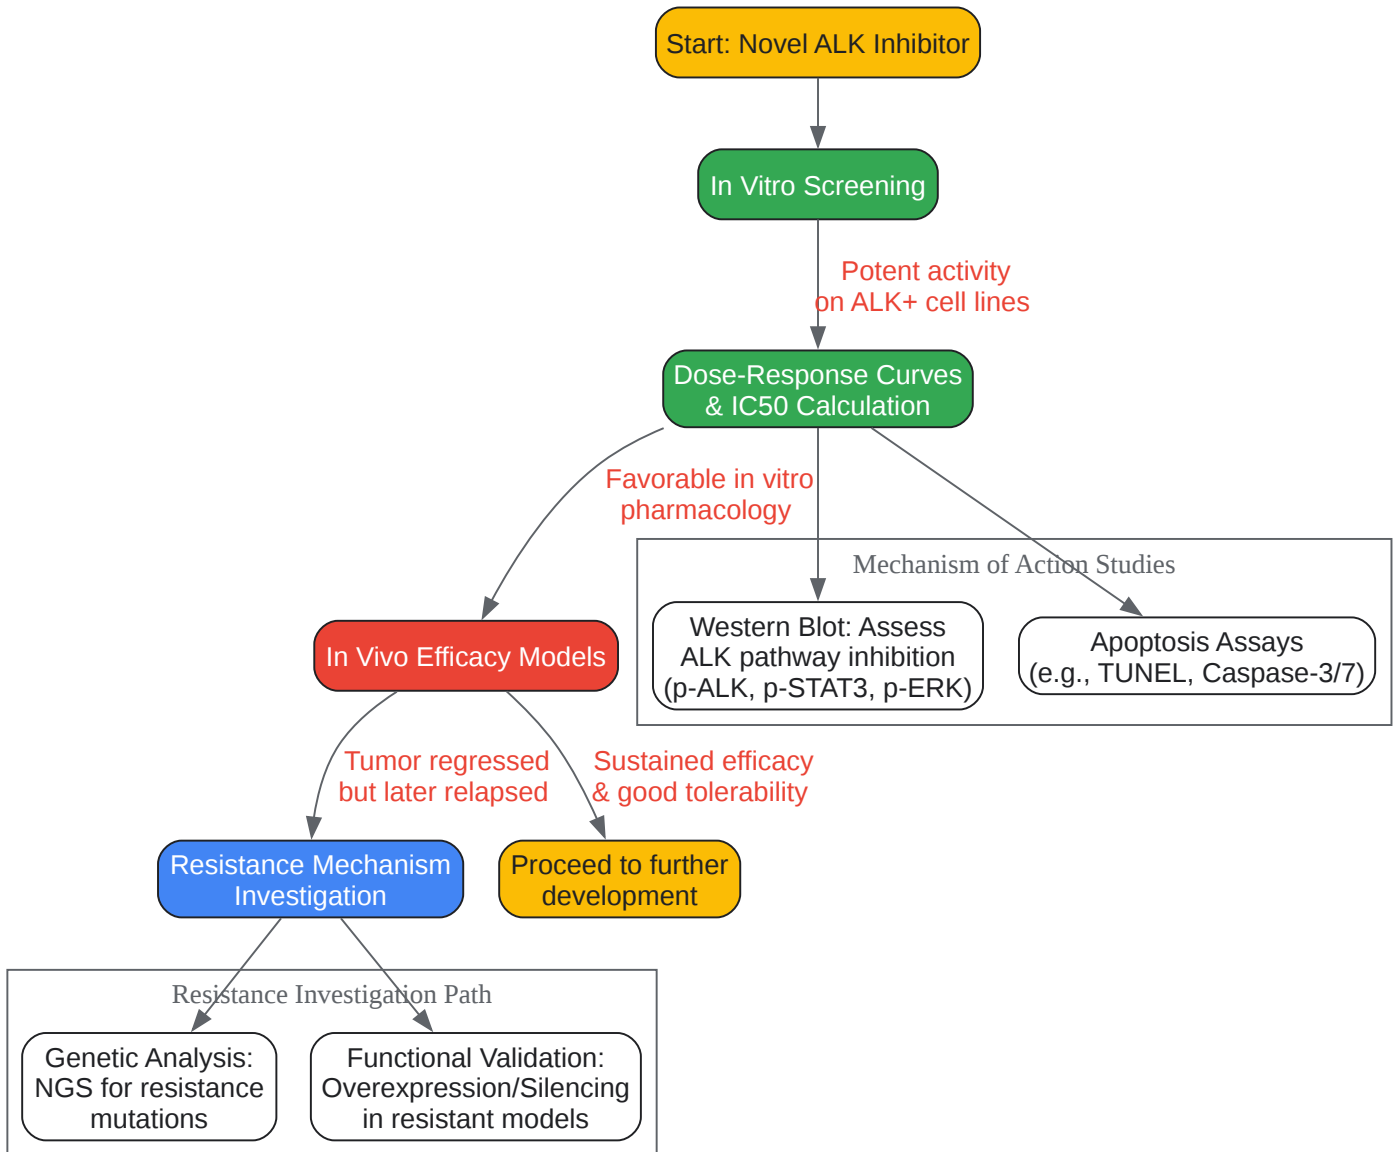 Start: Novel ALK Inhibitor
In Vitro Screening
Potent activity
on ALK+ cell lines
Dose-Response Curves
& IC50 Calculation
Favorable in vitro
pharmacology
Mechanism of Action Studies
Western Blot: Assess
ALK pathway inhibition
(p-ALK, p-STAT3, p-ERK)
Apoptosis Assays
(e.g., TUNEL, Caspase-3/7)
In Vivo Efficacy Models
Tumor regressed
but later relapsed
Sustained efficacy
& good tolerability
Resistance Mechanism
Investigation
Proceed to further
development
Resistance Investigation Path
Genetic Analysis:
NGS for resistance
mutations
Functional Validation:
Overexpression/Silencing
in resistant models